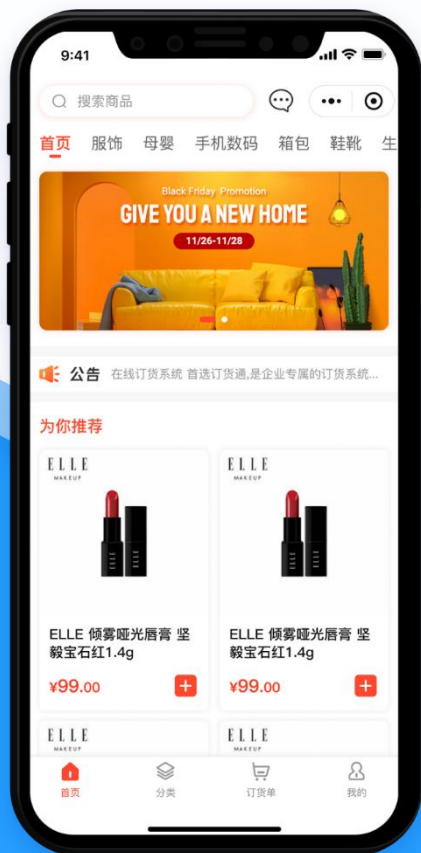 9:41
搜索商品
首页 服饰 母婴 手机数码 箱包 鞋靴 生
Black Friday Promotion
GIVE YOU A NEW HOME
11/26-11/28
公告 在线订货系统 首选订货通,是企业专属的订货系统...
为你推荐
ELLE ELLE
MAKEUP MAKEUP
ELLE ELLE
ELLE 倾雾哑光唇膏 坚 ELLE 倾雾哑光唇膏 坚
毅宝石红1.4g 毅宝石红1.4g
¥99.00 ¥99.00
ELLE ELLE
MAKEUP MAKEUP
首页 分类 订货单 我的